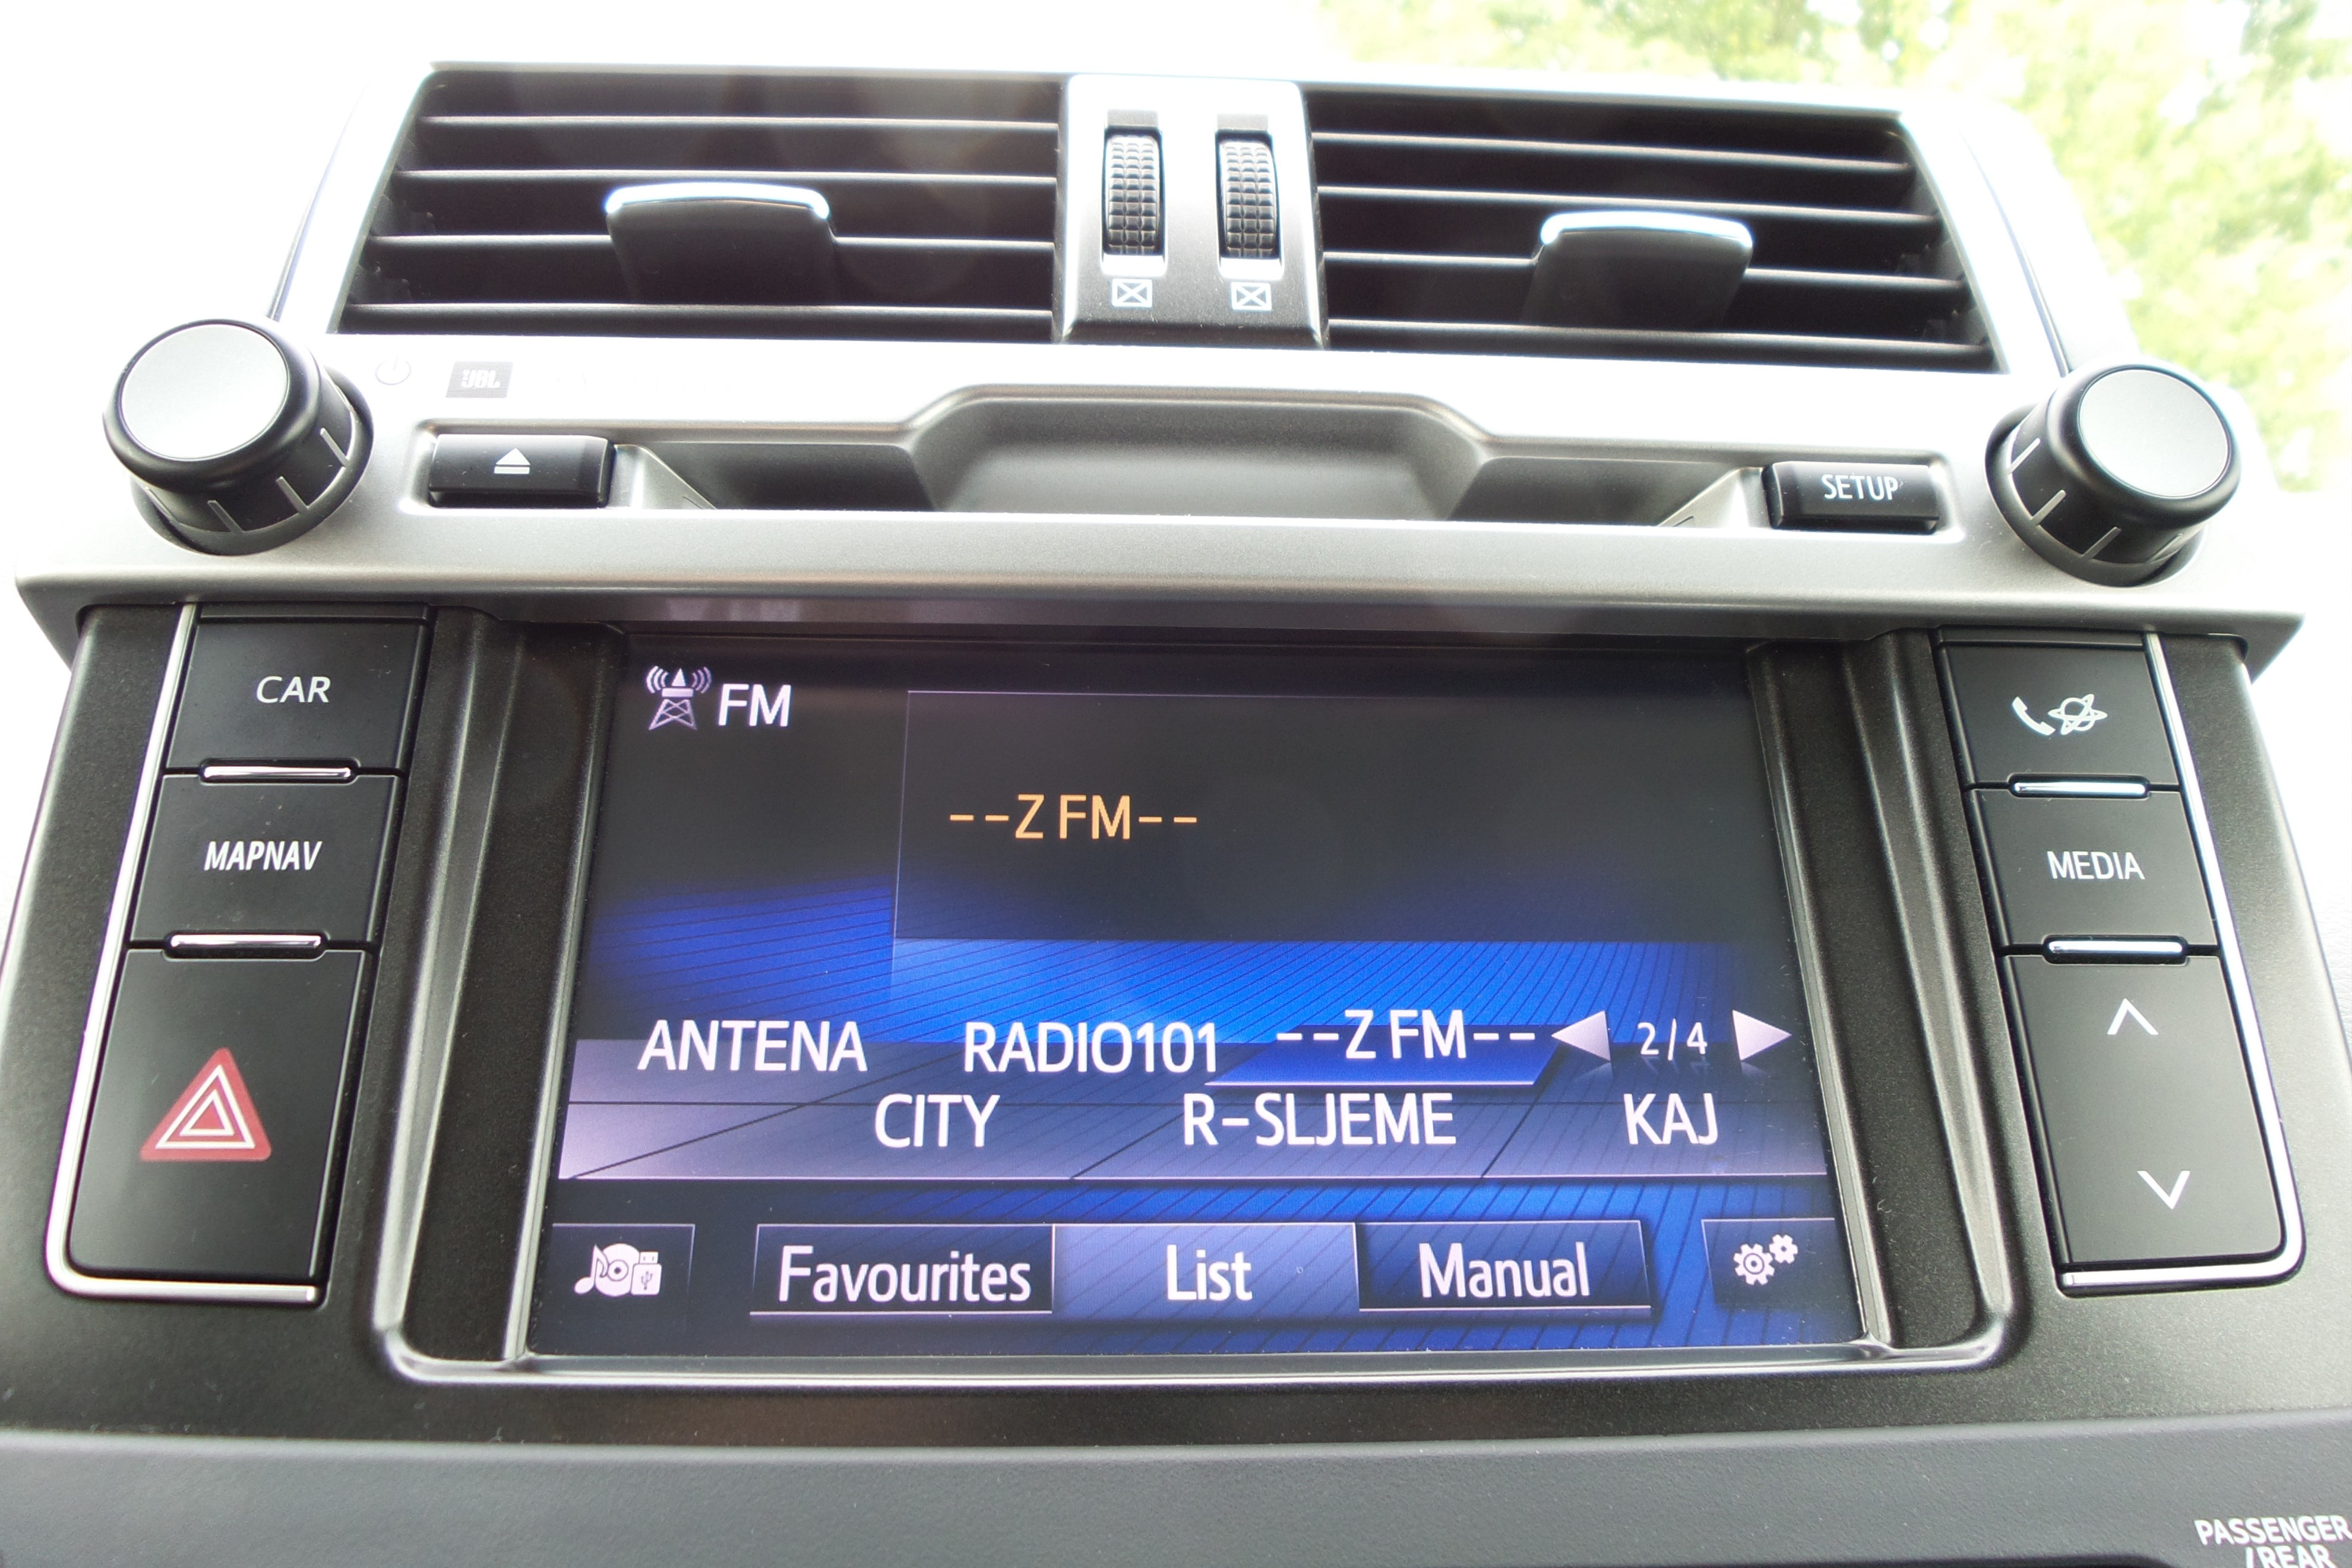 JBL
SETUP
CAR
FM
--Z FM--
MAPNAV
MEDIA
ANTENA RADIO101 --Z FM-- 2/4
CITY R-SLJEME KAJ
Favourites List Manual
PASSENGER
/REAR